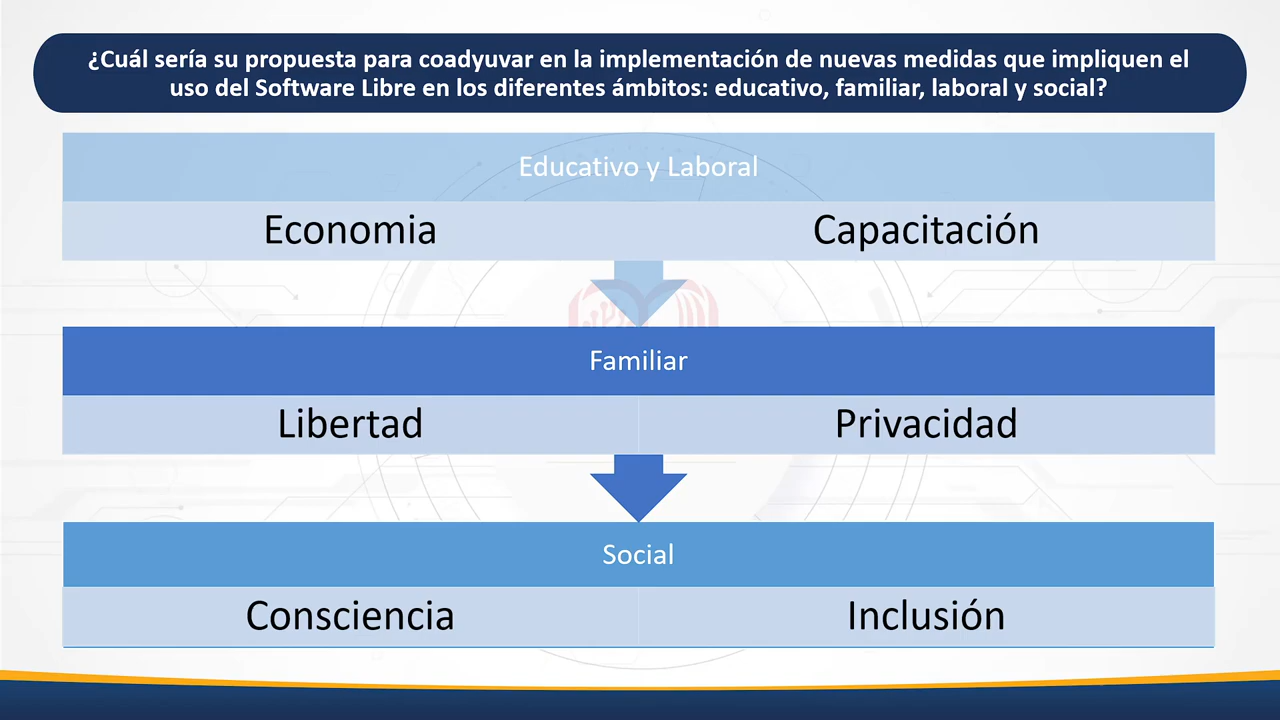 ¿Cuál sería su propuesta para coadyuvar en la implementación de nuevas medidas que impliquen el
uso del Software Libre en los diferentes ámbitos: educativo, familiar, laboral y social?
Educativo y Laboral
Economia
Capacitación
Familiar
Libertad
Privacidad
Social
Consciencia
Inclusión